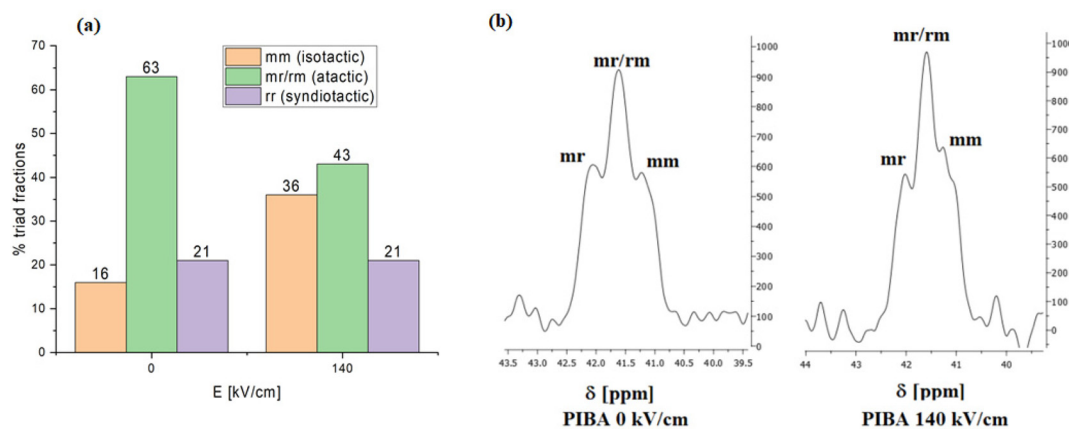 (a)
70
60
50
40
30
20
10
0
% triad fractions
mm (isotactic)
mr/rm (atactic)
rr (syndiotactic)
63
16
21
36
43
21
0
140
E [kV/cm]
(b)
mr/rm
mr
mm
1000
900
800
700
600
500
400
300
200
100
0
43.5 43.0 42.5 42.0 41.5 41.0 40.5 40.0 39.5
δ [ppm]
PIBA 0 kV/cm
mr/rm
mr
mm
1000
900
800
700
600
500
400
300
200
100
0
44 43 42 41 40
δ [ppm]
PIBA 140 kV/cm